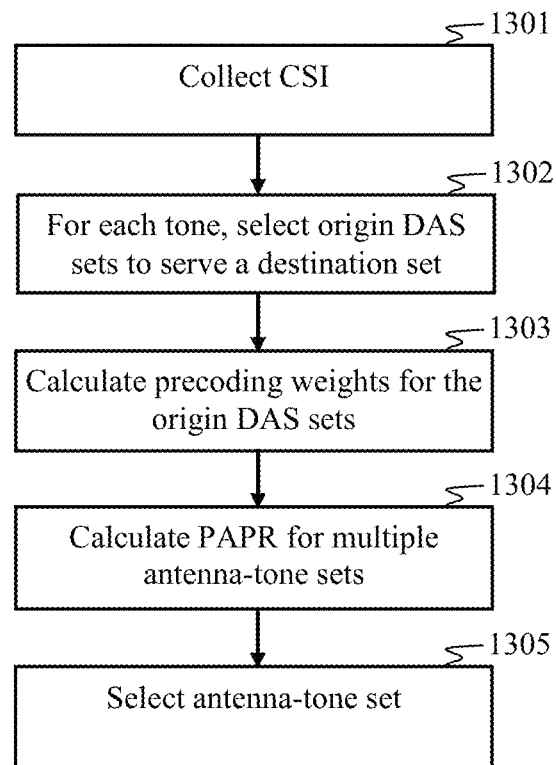 1301
Collect CSI
1302
For each tone, select origin DAS
sets to serve a destination set
1303
Calculate precoding weights for the
origin DAS sets
1304
Calculate PAPR for multiple
antenna-tone sets
1305
Select antenna-tone set